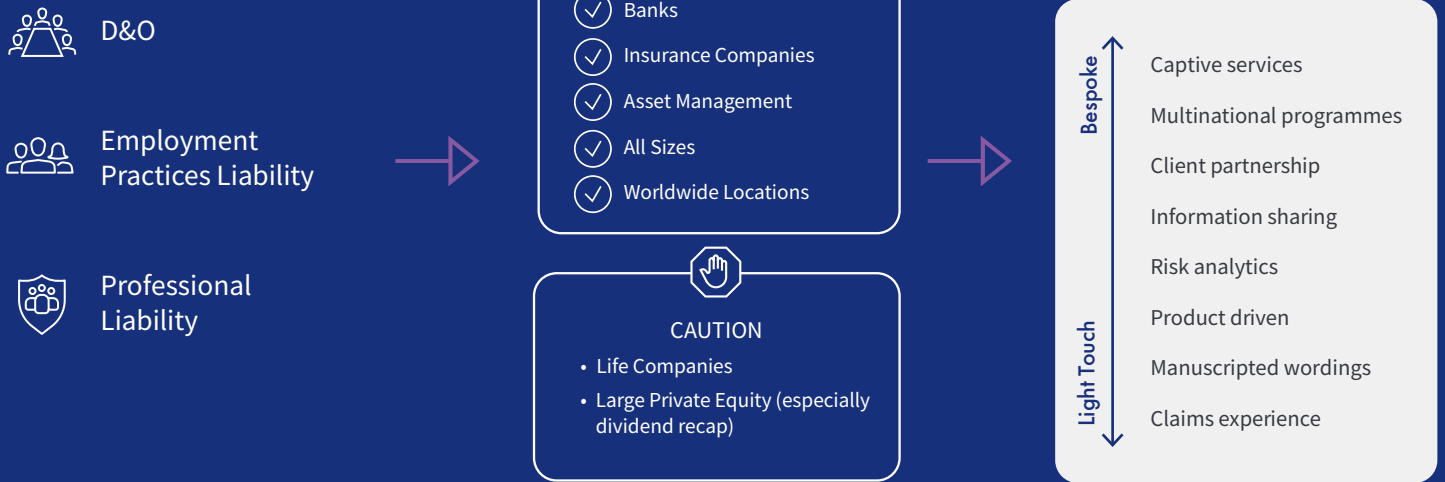 D&O
Employment
Practices Liability
Professional
Liability
Banks
Insurance Companies
Asset Management
All Sizes
Worldwide Locations
CAUTION
• Life Companies
• Large Private Equity (especially
dividend recap)
Bespoke
Light Touch
Captive services
Multinational programmes
Client partnership
Information sharing
Risk analytics
Product driven
Manuscripted wordings
Claims experience